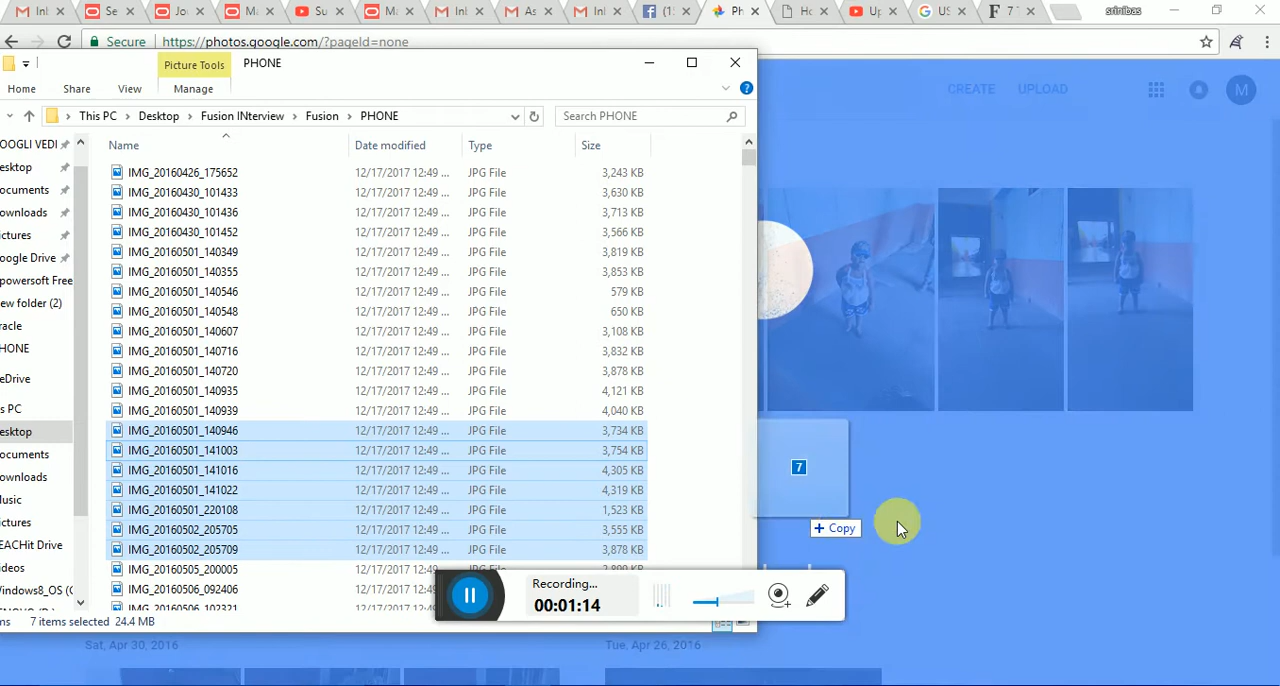 Inb
Se
Jo
Ma
Su
Ma
Inb
As
Inl
(15
Ph
Ho
Up
US
7
srinibas
Secure
https://photos.google.com/?pageId=none
Picture Tools
PHONE
Home
Share
View
Manage
This PC
Desktop
Fusion INterview
Fusion
PHONE
Search PHONE
CREATE
UPLOAD
M
Name
Date modified
Type
Size
OOGLI VEDI
esktop
ocuments
ownloads
ictures
oogle Drive
powersoft Free
ew folder (2)
racle
HONE
eDrive
s PC
esktop
ocuments
ownloads
usic
ictures
EACHit Drive
ideos
Windows8_OS (
IMG_20160426_175652 12/17/2017 12:49 ... JPG File 3,243 KB
IMG_20160430_101433 12/17/2017 12:49 ... JPG File 3,630 KB
IMG_20160430_101436 12/17/2017 12:49 ... JPG File 3,713 KB
IMG_20160430_101452 12/17/2017 12:49 ... JPG File 3,566 KB
IMG_20160501_140349 12/17/2017 12:49 ... JPG File 3,819 KB
IMG_20160501_140355 12/17/2017 12:49 ... JPG File 3,853 KB
IMG_20160501_140546 12/17/2017 12:49 ... JPG File 579 KB
IMG_20160501_140548 12/17/2017 12:49 ... JPG File 650 KB
IMG_20160501_140607 12/17/2017 12:49 ... JPG File 3,108 KB
IMG_20160501_140716 12/17/2017 12:49 ... JPG File 3,832 KB
IMG_20160501_140720 12/17/2017 12:49 ... JPG File 3,878 KB
IMG_20160501_140935 12/17/2017 12:49 ... JPG File 4,121 KB
IMG_20160501_140939 12/17/2017 12:49 ... JPG File 4,040 KB
IMG_20160501_140946 12/17/2017 12:49 ... JPG File 3,734 KB
IMG_20160501_141003 12/17/2017 12:49 ... JPG File 3,754 KB
IMG_20160501_141016 12/17/2017 12:49 ... JPG File 4,305 KB
IMG_20160501_141022 12/17/2017 12:49 ... JPG File 4,319 KB
IMG_20160501_220108 12/17/2017 12:49 ... JPG File 1,523 KB
IMG_20160502_205705 12/17/2017 12:49 ... JPG File 3,555 KB
IMG_20160502_205709 12/17/2017 12:49 ... JPG File 3,878 KB
IMG_20160505_200005 12/17/2017 12:49 ... JPG File
IMG_20160506_092406
IMG_20160506_102321
7
+ Copy
Recording...
00:01:14
ms 7 items selected 24.4 MB
Sat, Apr 30, 2016
Tue, Apr 26, 2016